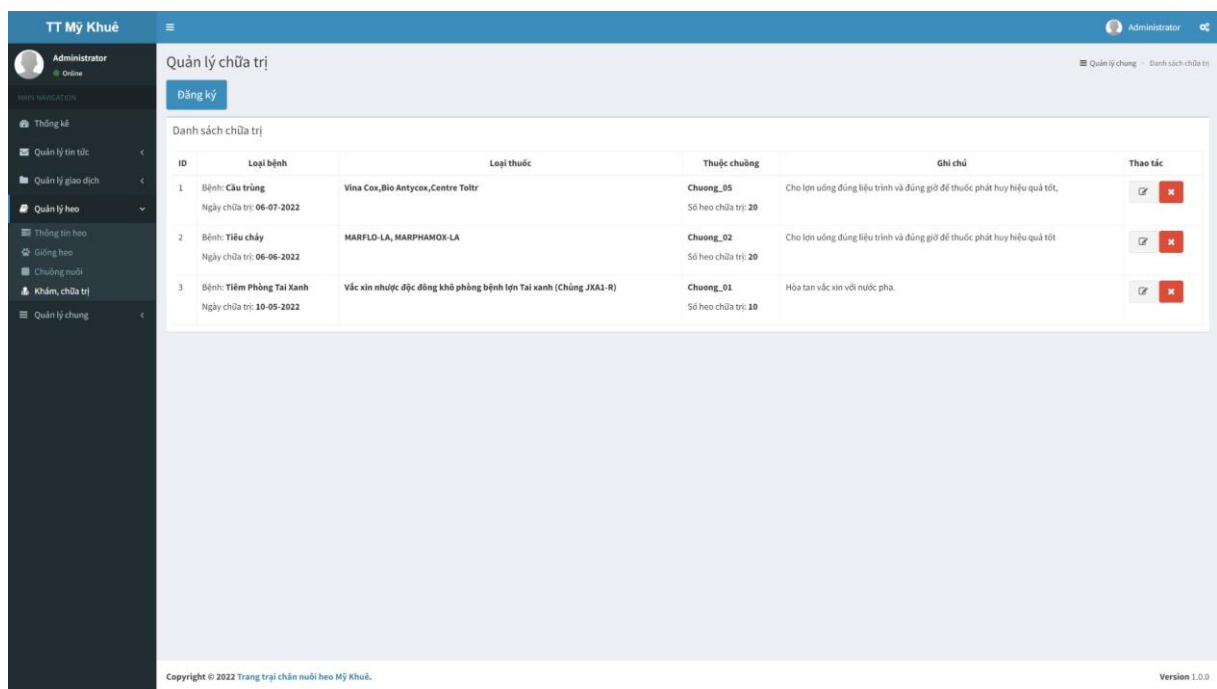 TT Mỹ Khuê
Administrator
Administrator
Online
MAIN NAVIGATION
Thống kê
Quản lý tin tức
Quản lý giao dịch
Quản lý heo
Thông tin heo
Giống heo
Chuồng nuôi
Khám, chữa trị
Quản lý chung
Quản lý chữa trị
Quản lý chung > Danh sách chữa trị
Đăng ký
Danh sách chữa trị
ID Loại bệnh Loại thuốc Thuộc chuồng Ghi chú Thao tác
1 Bệnh: Cầu trùng Vina Cox,Bio Antycox,Centre Toltr Chuong_05 Cho lợn uống đúng liệu trình và đúng giờ để thuốc phát huy hiệu quả tốt,
Ngày chữa trị: 06-07-2022 Số heo chữa trị: 20
2 Bệnh: Tiêu chảy MARFLO-LA, MARPHAMOX-LA Chuong_02 Cho lợn uống đúng liệu trình và đúng giờ để thuốc phát huy hiệu quả tốt
Ngày chữa trị: 06-06-2022 Số heo chữa trị: 20
3 Bệnh: Tiêm Phòng Tai Xanh Vắc xin nhược độc đông khô phòng bệnh lợn Tai xanh (Chủng JXA1-R) Chuong_01 Hòa tan vắc xin với nước pha.
Ngày chữa trị: 10-05-2022 Số heo chữa trị: 10
Copyright © 2022 Trang trại chăn nuôi heo Mỹ Khuê.
Version 1.0.0